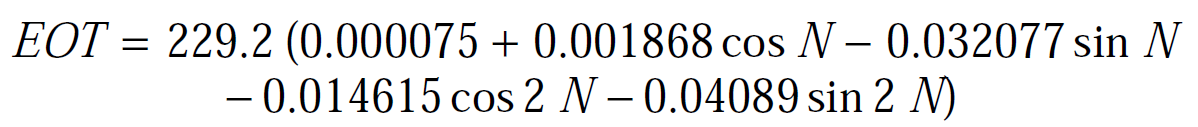 EOT = 229.2 (0.000075 + 0.001868 cos N – 0.032077 sin N
– 0.014615 cos 2 N – 0.04089 sin 2 N)